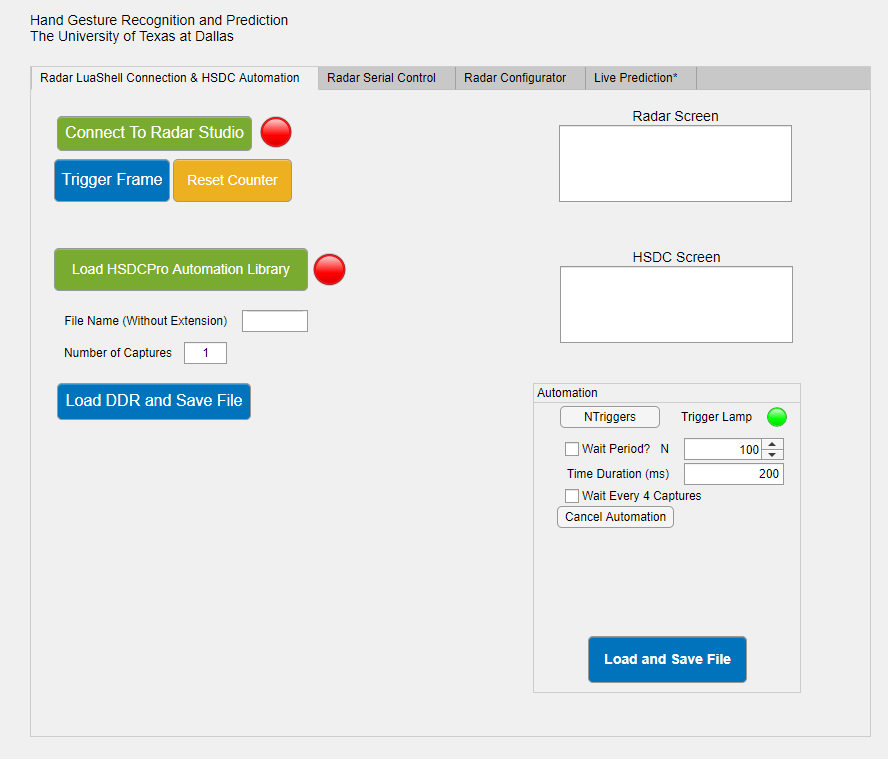 Hand Gesture Recognition and Prediction
The University of Texas at Dallas
Radar LuaShell Connection & HSDC Automation
Radar Serial Control
Radar Configurator
Live Prediction*
Connect To Radar Studio
Trigger Frame
Reset Counter
Radar Screen
Load HSDCPro Automation Library
HSDC Screen
File Name (Without Extension)
Number of Captures 1
Load DDR and Save File
Automation
NTriggers
Trigger Lamp
Wait Period? N 100
Time Duration (ms) 200
Wait Every 4 Captures
Cancel Automation
Load and Save File